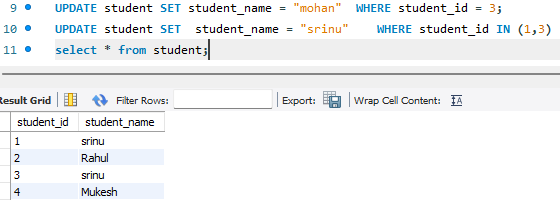 9 UPDATE student SET student_name = "mohan" WHERE student_id = 3;
10 UPDATE student SET student_name = "srinu" WHERE student_id IN (1,3)
11 select * from student;
Result Grid Filter Rows: Export: Wrap Cell Content: IA
student_id student_name
1 srinu
2 Rahul
3 srinu
4 Mukesh